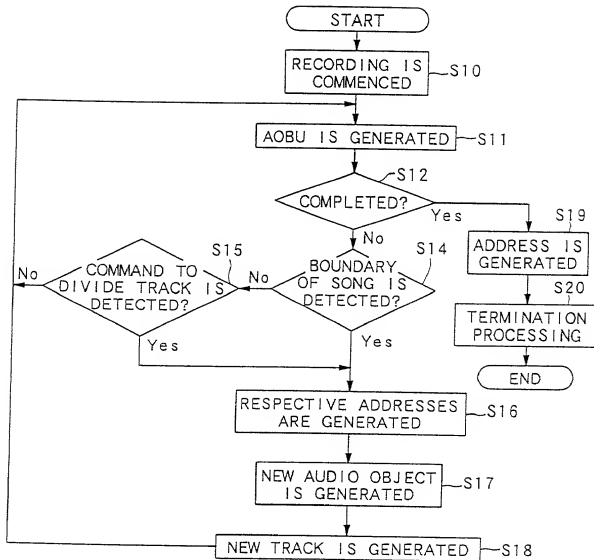 START
RECORDING IS
COMMENCED
S10
AOBU IS GENERATED
S11
S12
COMPLETED?
Yes
No
S19
ADDRESS IS
GENERATED
S20
TERMINATION
PROCESSING
END
S14
BOUNDARY
OF SONG IS
DETECTED?
No
Yes
S15
COMMAND TO
DIVIDE TRACK IS
DETECTED?
No
Yes
RESPECTIVE ADDRESSES
ARE GENERATED
S16
NEW AUDIO OBJECT
IS GENERATED
S17
NEW TRACK IS GENERATED
S18